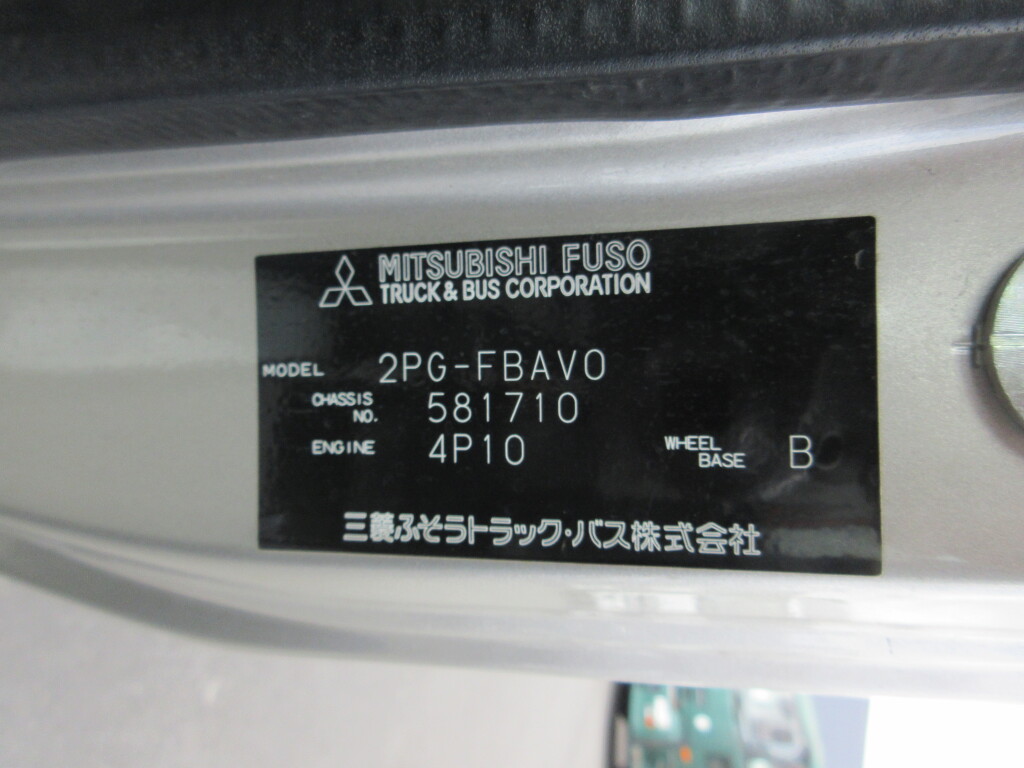 MITSUBISHI FUSO
TRUCK & BUS CORPORATION
MODEL 2PG-FBAV0
CHASSIS NO. 581710
ENGINE 4P10 WHEEL BASE B
三菱ふそうトラック・バス株式会社